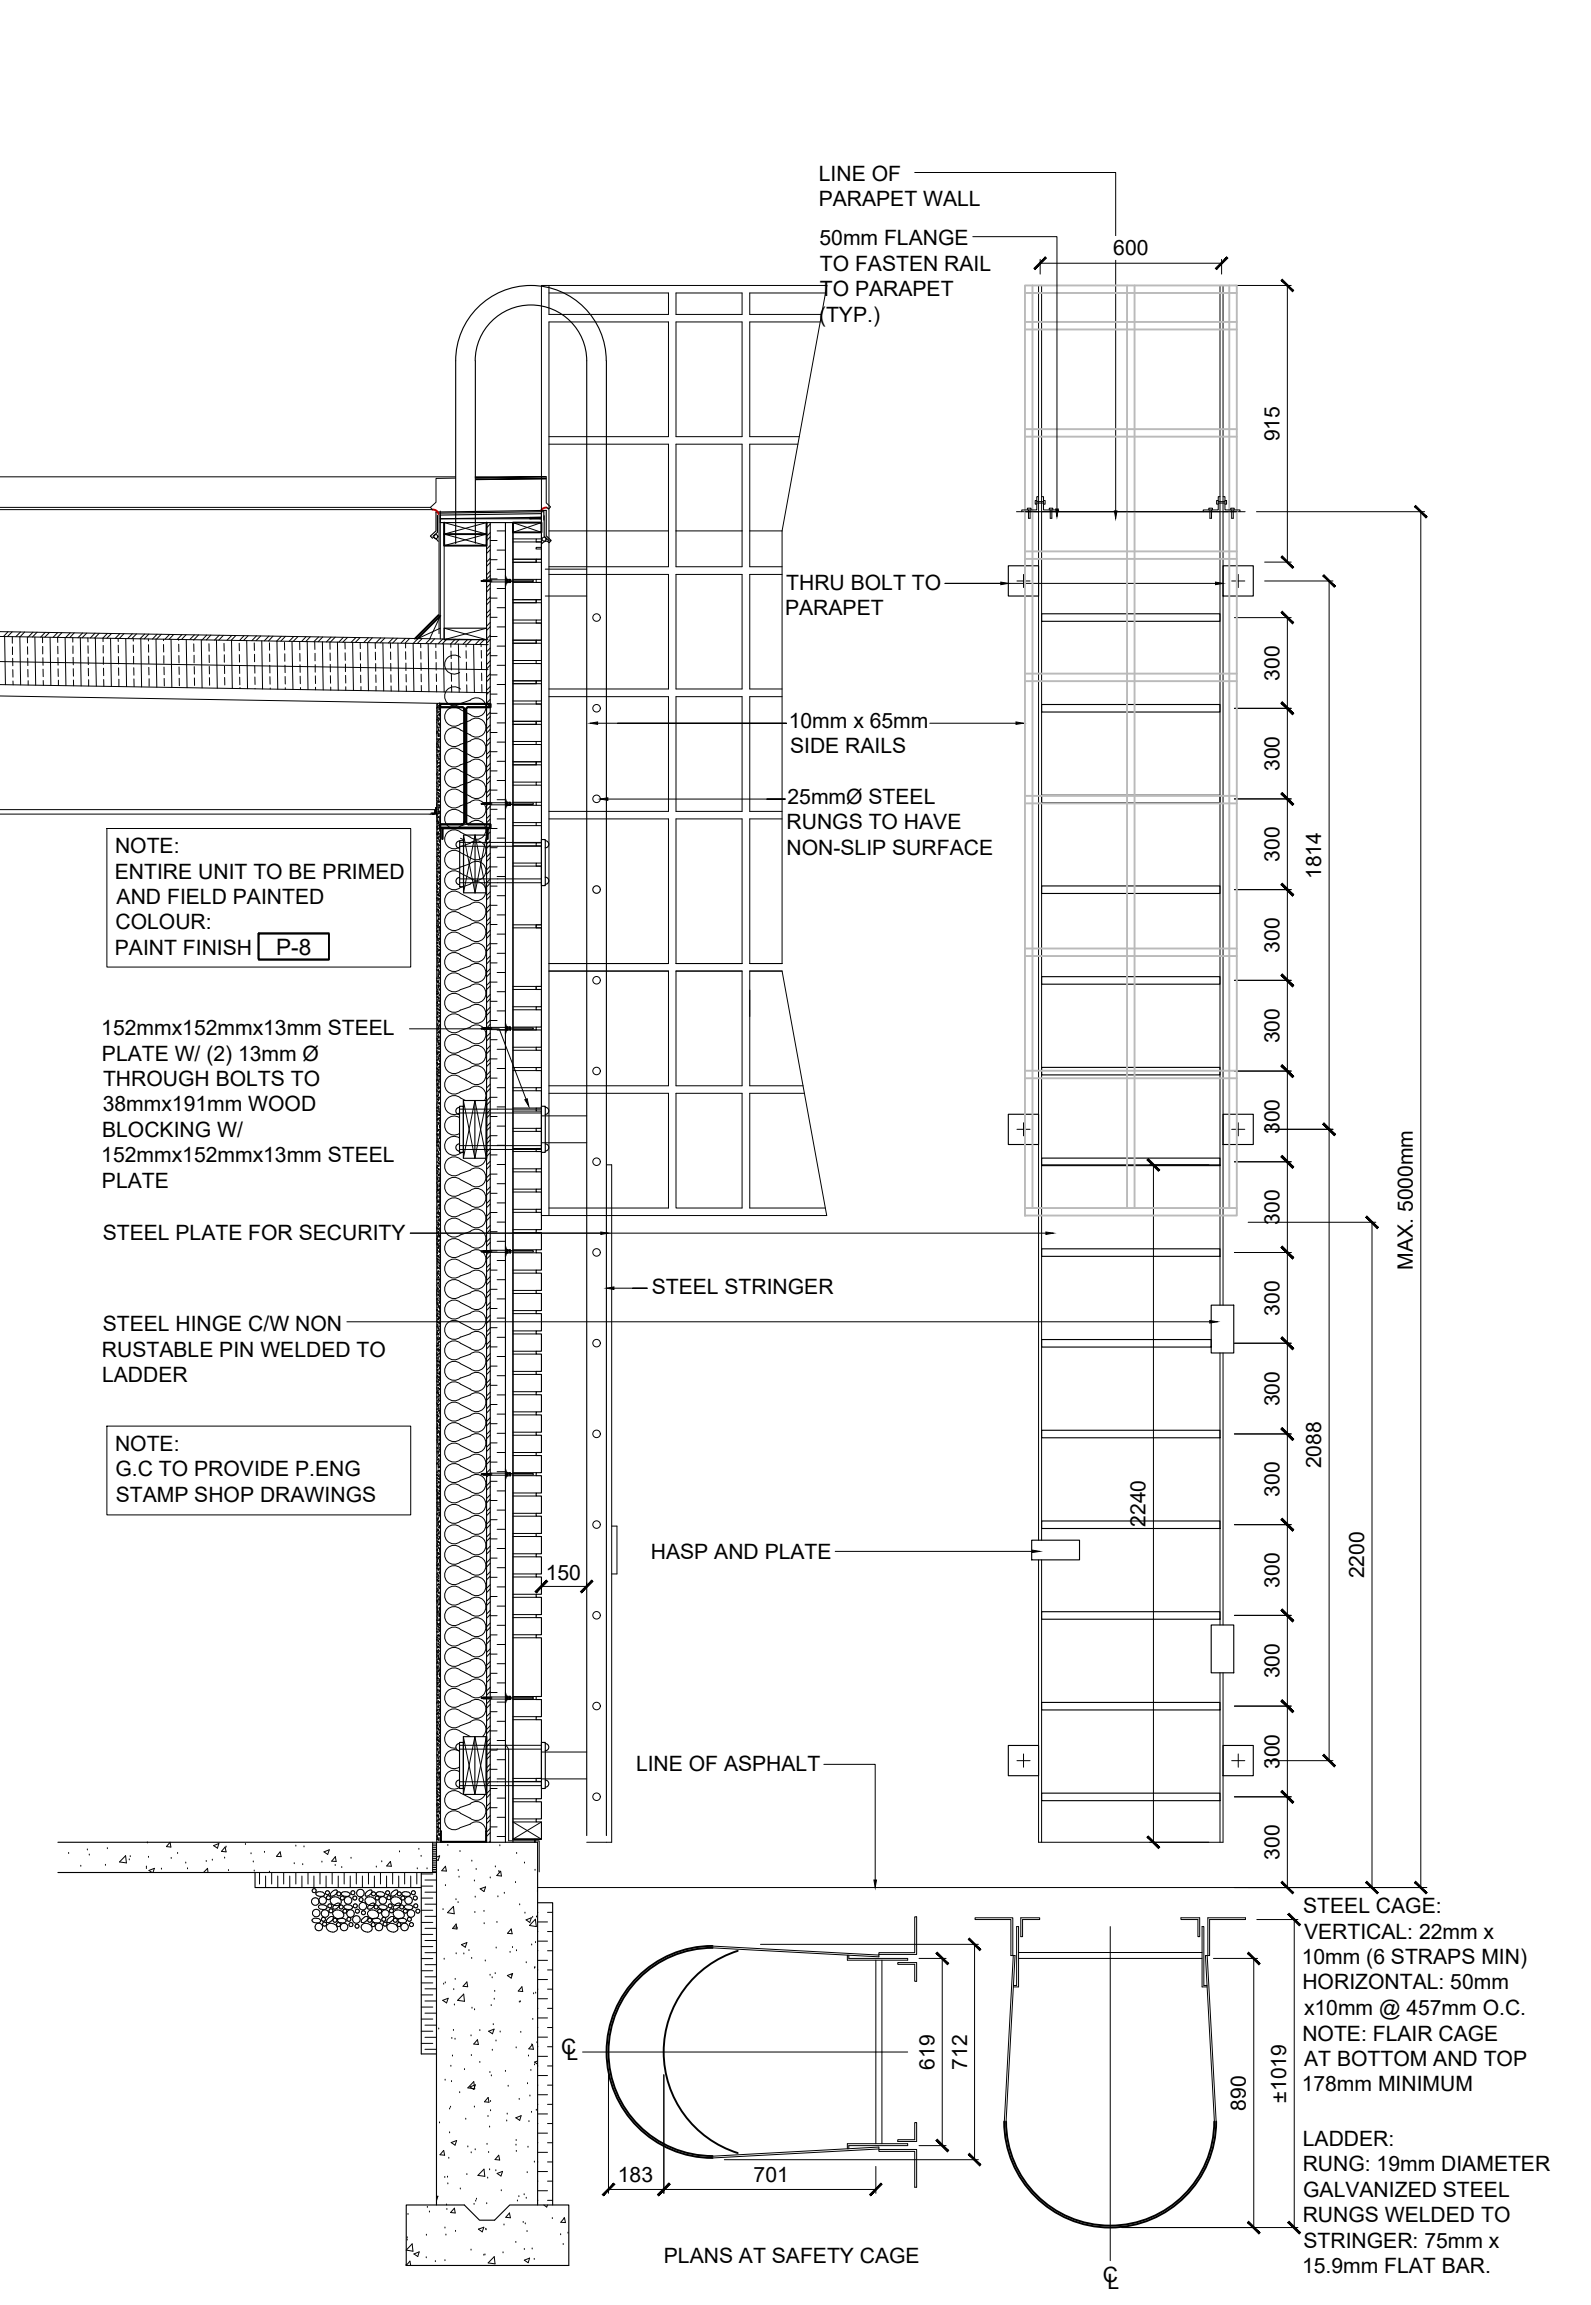 LINE OF
PARAPET WALL
50mm FLANGE
TO FASTEN RAIL
TO PARAPET
(TYP.)
600
915
THRU BOLT TO
PARAPET
300
10mm x 65mm
SIDE RAILS
300
25mmØ STEEL
RUNGS TO HAVE
NON-SLIP SURFACE
300
1814
NOTE:
ENTIRE UNIT TO BE PRIMED
AND FIELD PAINTED
COLOUR:
PAINT FINISH P-8
300
152mmx152mmx13mm STEEL
PLATE W/ (2) 13mm Ø
THROUGH BOLTS TO
38mmx191mm WOOD
BLOCKING W/
152mmx152mmx13mm STEEL
PLATE
300
300
MAX. 5000mm
300
STEEL PLATE FOR SECURITY
STEEL STRINGER
300
STEEL HINGE C/W NON
RUSTABLE PIN WELDED TO
LADDER
300
NOTE:
G.C TO PROVIDE P.ENG
STAMP SHOP DRAWINGS
2088
300
2240
HASP AND PLATE
2200
300
150
300
LINE OF ASPHALT
300
300
STEEL CAGE:
VERTICAL: 22mm x
10mm (6 STRAPS MIN)
HORIZONTAL: 50mm
x10mm @ 457mm O.C.
NOTE: FLAIR CAGE
AT BOTTOM AND TOP
178mm MINIMUM
LADDER:
RUNG: 19mm DIAMETER
GALVANIZED STEEL
RUNGS WELDED TO
STRINGER: 75mm x
15.9mm FLAT BAR.
℄
619
712
890
±1019
183
701
PLANS AT SAFETY CAGE
℄